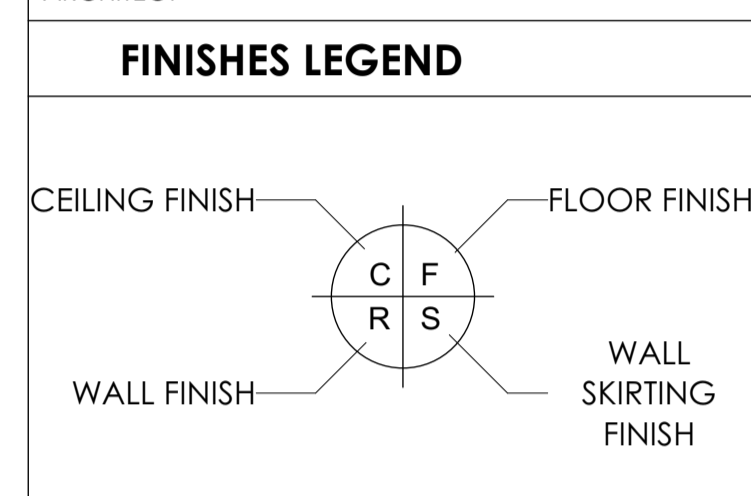 FINISHES LEGEND
CEILING FINISH
FLOOR FINISH
C F
R S
WALL FINISH
WALL
SKIRTING
FINISH